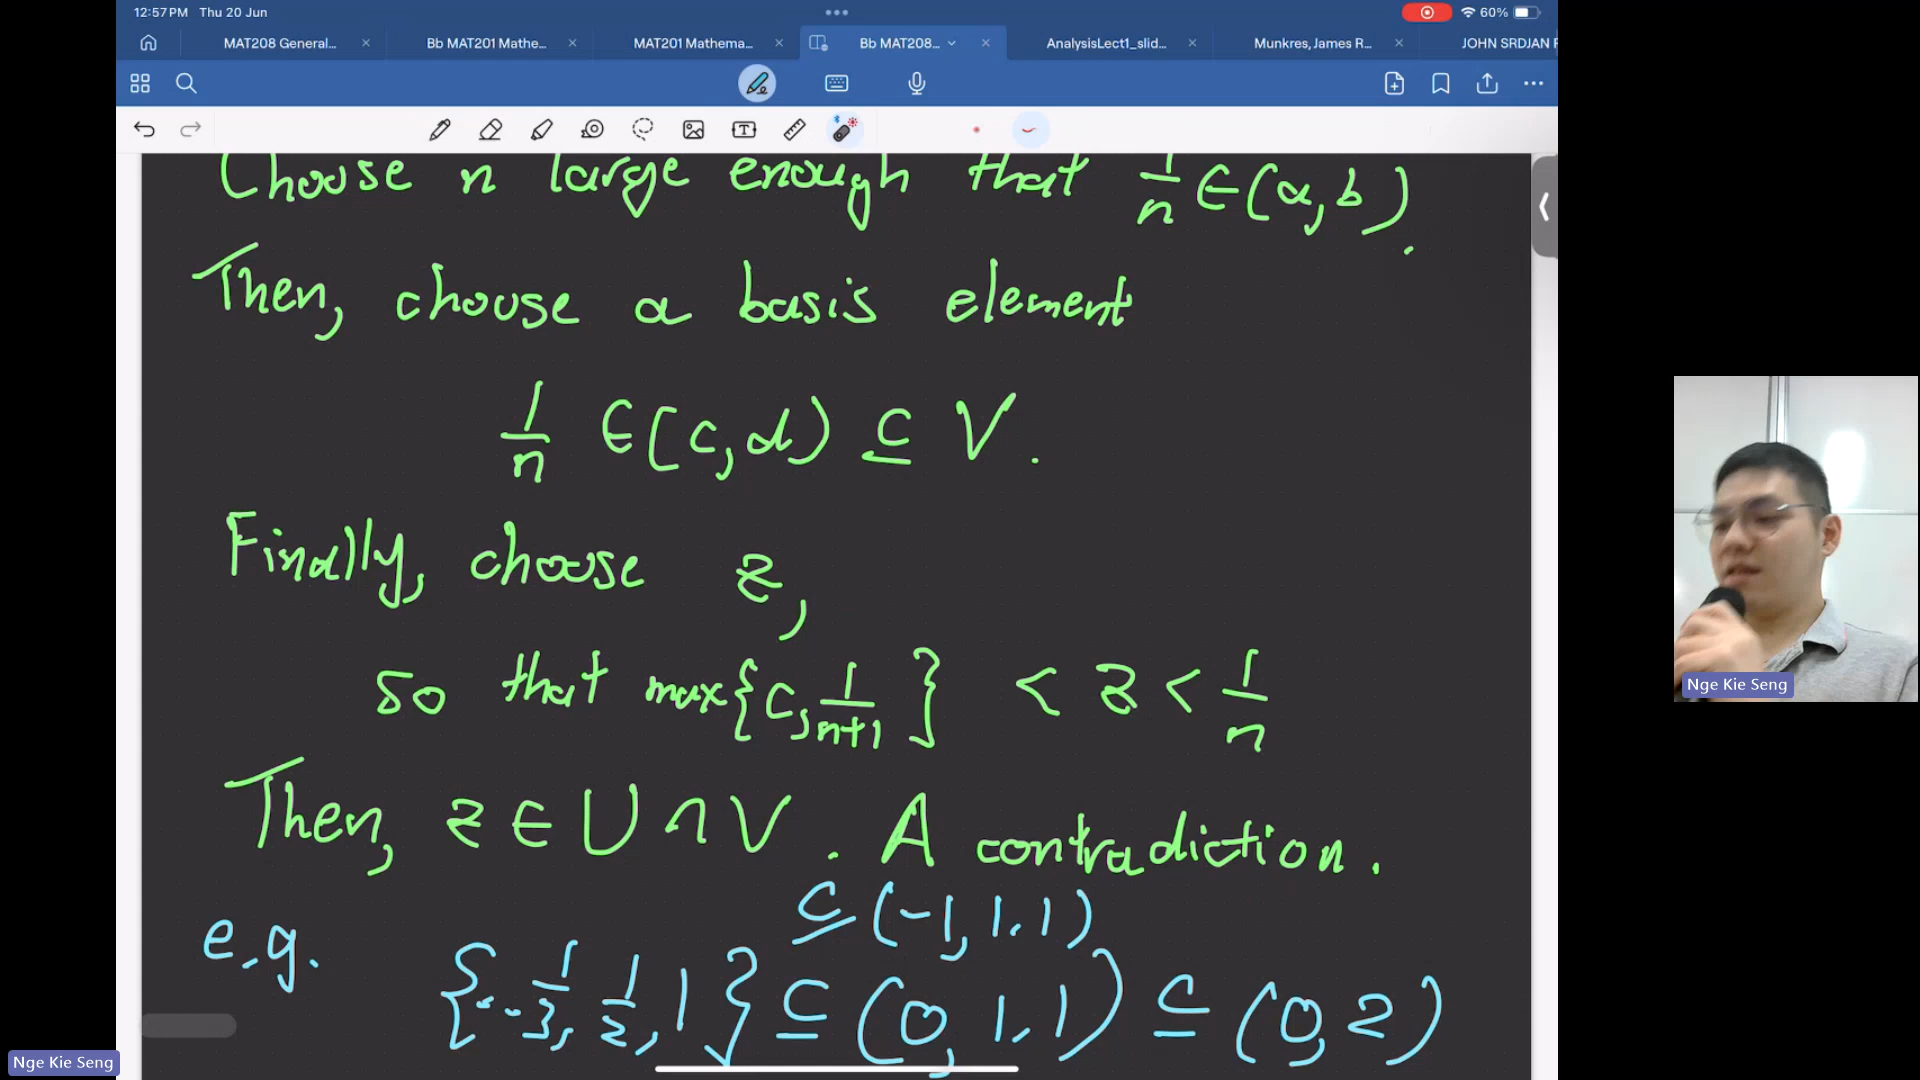 12:57 PM Thu 20 Jun
60%
MAT208 General...
Bb MAT201 Mathe...
MAT201 Mathema...
Bb MAT208...
AnalysisLect1_slid...
Munkres, James R...
JOHN SRDJAN
Choose n large enough that 1/n ∈ (a, b).
Then, choose a basis element
1/n ∈ (c, d) ⊆ V.
Finally, choose z,
so that max{c, 1/n+1} < z < 1/n
Then, z ∈ U ∩ V. A contradiction.
⊆ (-1, 1.1)
e.g. {... 1/3, 1/2, 1} ⊆ (0, 1.1) ⊆ (0, 2)
Nge Kie Seng
Nge Kie Seng